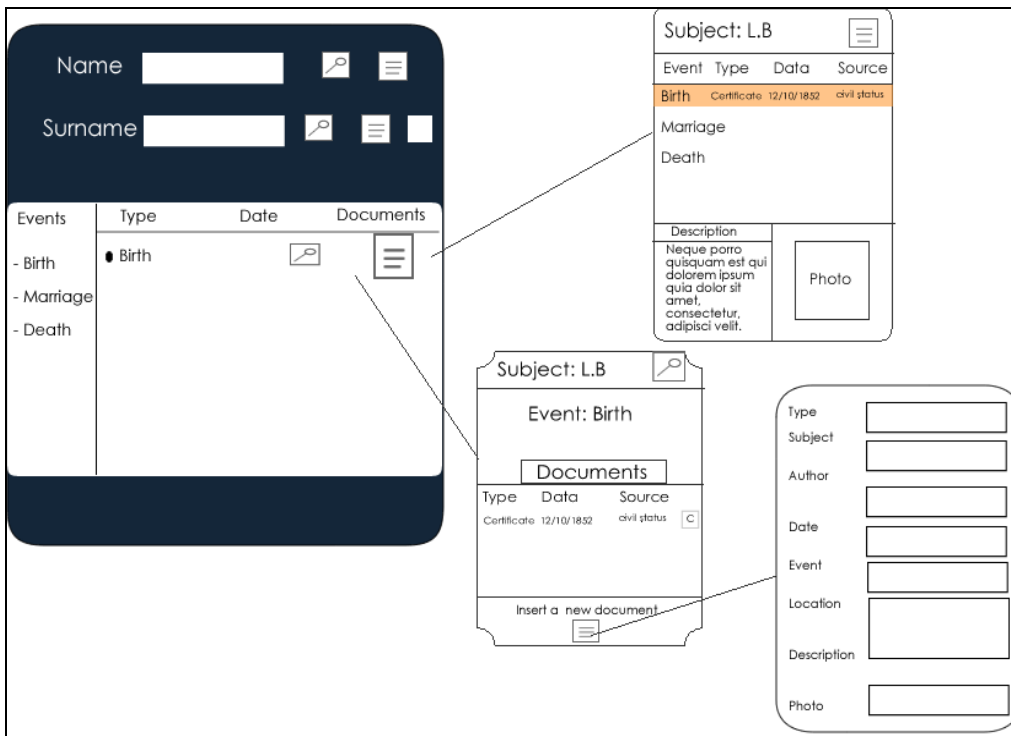 Name
Surname
Events
Type Date Documents
- Birth
- Marriage
- Death
Birth
Subject: L.B
Event Type Data Source
Birth Certificate 12/10/1852 civil status
Marriage
Death
Description
Neque porro
quisquam est qui
dolorem ipsum
quia dolor sit
amet,
consectetur,
adipisci velit.
Photo
Subject: L.B
Event: Birth
Documents
Type Data Source
Certificate 12/10/1852 civil status C
Insert a new document
Type
Subject
Author
Date
Event
Location
Description
Photo